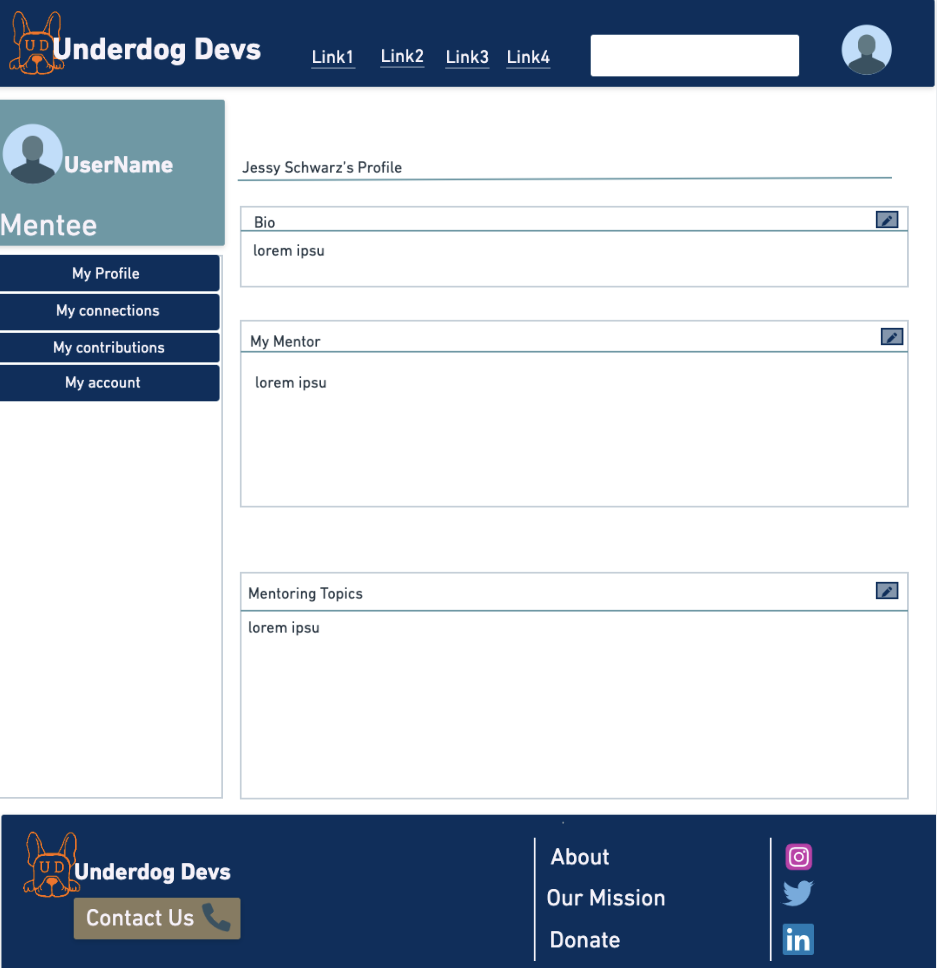 UD Underdog Devs Link1 Link2 Link3 Link4
UserName
Mentee
My Profile
My connections
My contributions
My account
Jessy Schwarz's Profile
Bio
lorem ipsu
My Mentor
lorem ipsu
Mentoring Topics
lorem ipsu
UD Underdog Devs
Contact Us
About
Our Mission
Donate
in